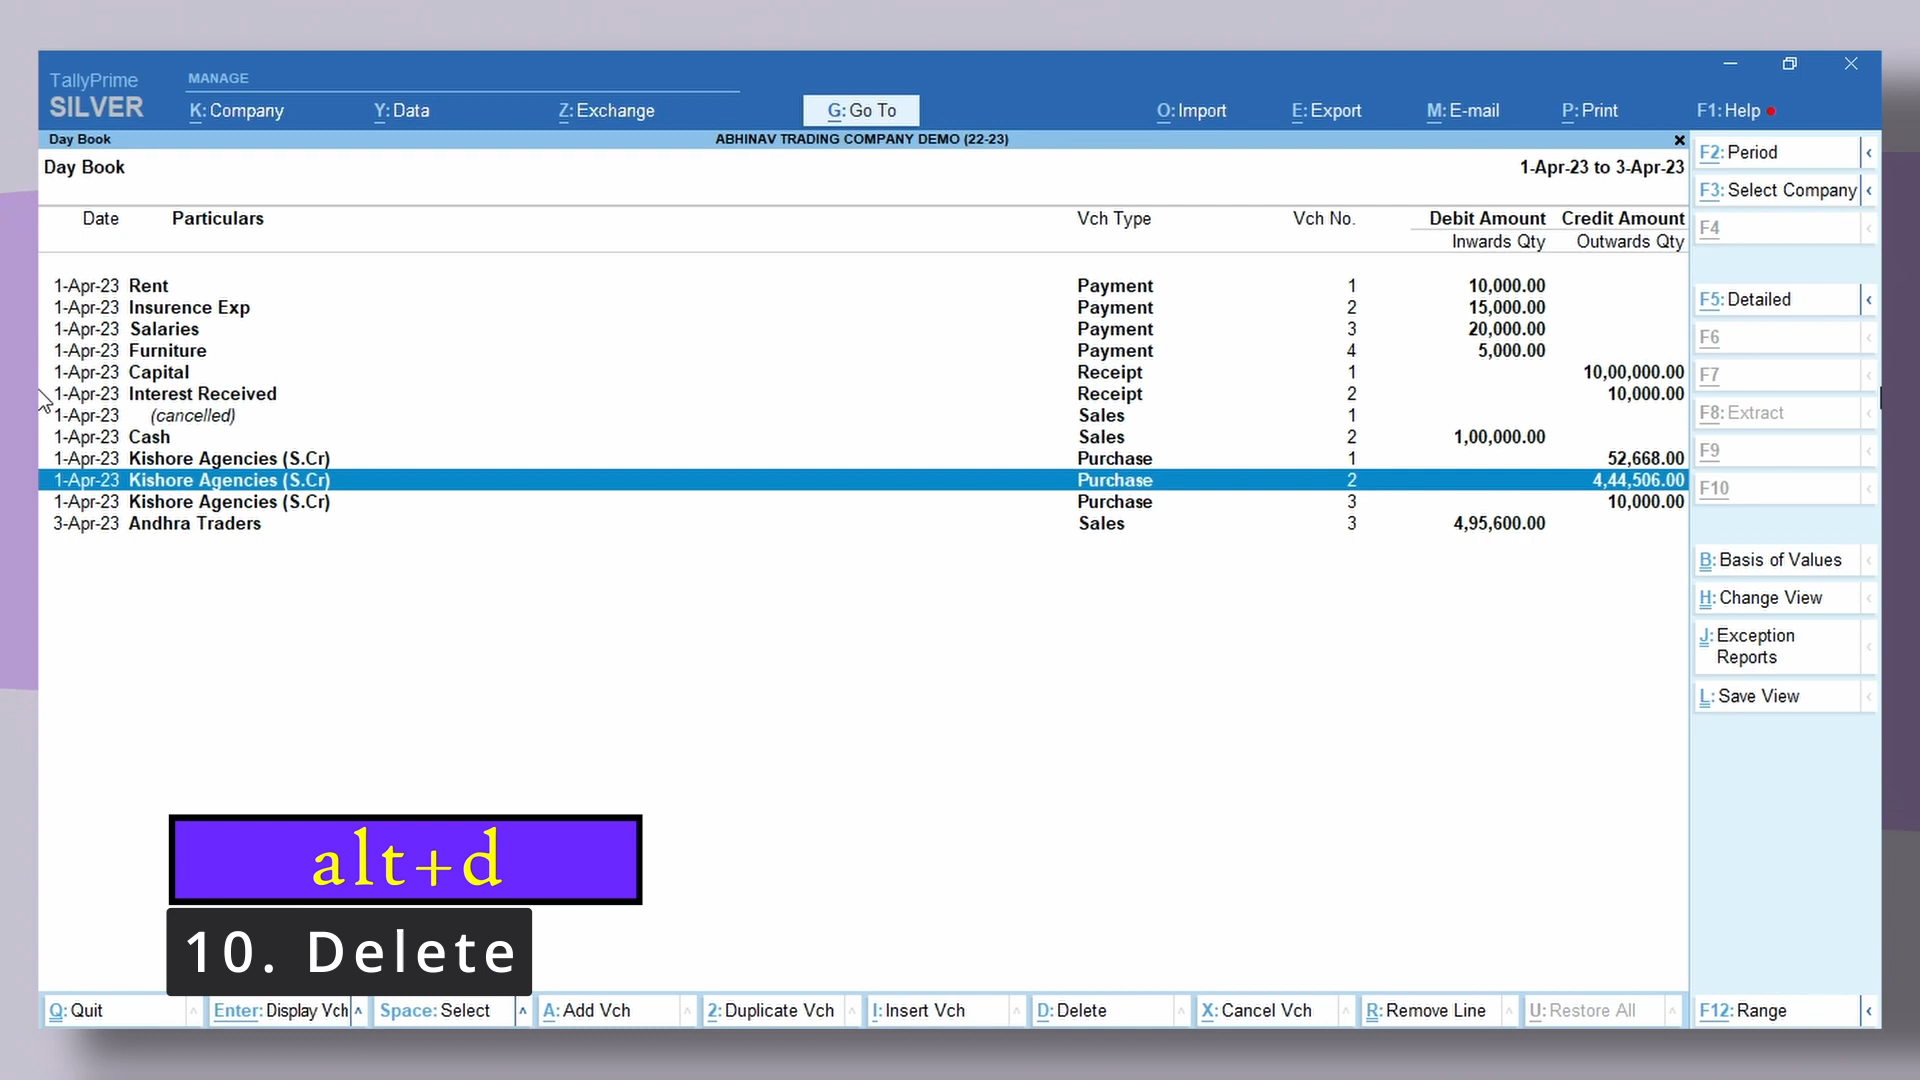 TallyPrime
SILVER
MANAGE
K: Company Y: Data Z: Exchange G: Go To O: Import E: Export M: E-mail P: Print F1: Help
Day Book ABHINAV TRADING COMPANY DEMO (22-23)
Day Book 1-Apr-23 to 3-Apr-23
Date Particulars Vch Type Vch No. Debit Amount Credit Amount
Inwards Qty Outwards Qty
1-Apr-23 Rent Payment 1 10,000.00
1-Apr-23 Insurence Exp Payment 2 15,000.00
1-Apr-23 Salaries Payment 3 20,000.00
1-Apr-23 Furniture Payment 4 5,000.00
1-Apr-23 Capital Receipt 1 10,00,000.00
1-Apr-23 Interest Received Receipt 2 10,000.00
1-Apr-23 (cancelled) Sales 1
1-Apr-23 Cash Sales 2 1,00,000.00
1-Apr-23 Kishore Agencies (S.Cr) Purchase 1 52,668.00
1-Apr-23 Kishore Agencies (S.Cr) Purchase 2 4,44,506.00
1-Apr-23 Kishore Agencies (S.Cr) Purchase 3 10,000.00
3-Apr-23 Andhra Traders Sales 3 4,95,600.00
F2: Period
F3: Select Company
F4
F5: Detailed
F6
F7
F8: Extract
F9
F10
B: Basis of Values
H: Change View
J: Exception
Reports
L: Save View
alt+d
10. Delete
Q: Quit Enter: Display Vch Space: Select A: Add Vch 2: Duplicate Vch I: Insert Vch D: Delete X: Cancel Vch R: Remove Line U: Restore All F12: Range